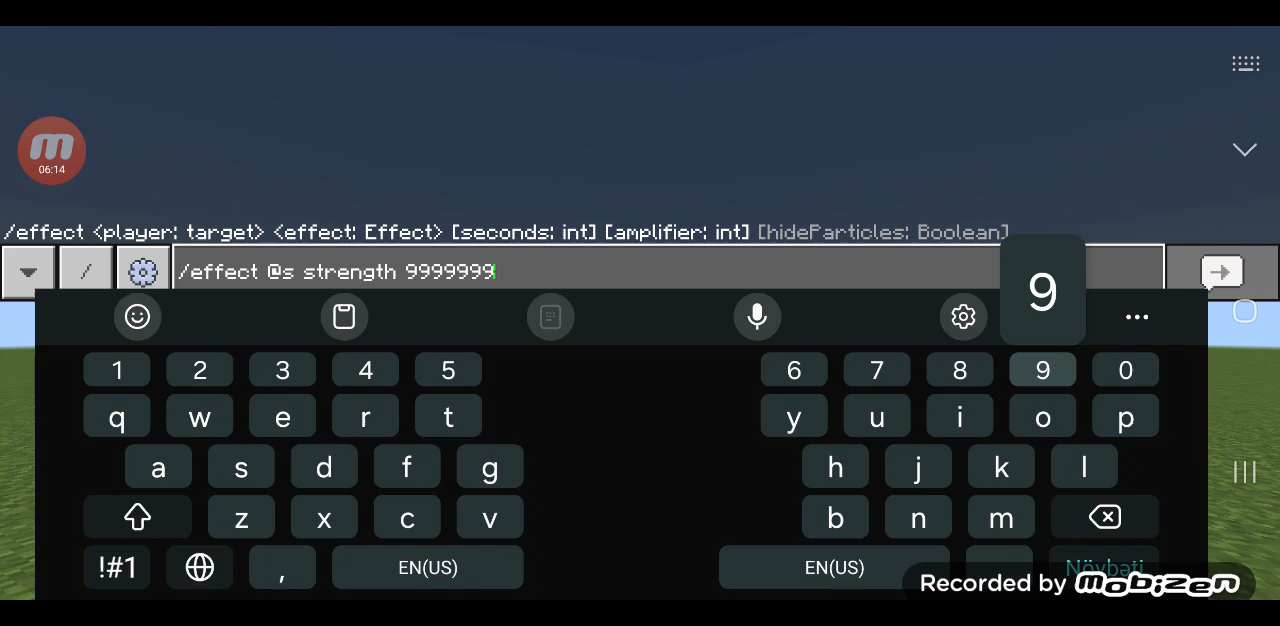 06:14
/effect <player: target> <effect: Effect> [seconds: int] [amplifier: int] [hideParticles: Boolean]
/
/effect @s strength 9999999
9
1 2 3 4 5 6 7 8 9 0
q w e r t y u i o p
a s d f g h j k l
z x c v b n m
!#1 , EN(US) EN(US) Növbəti
Recorded by mobizen